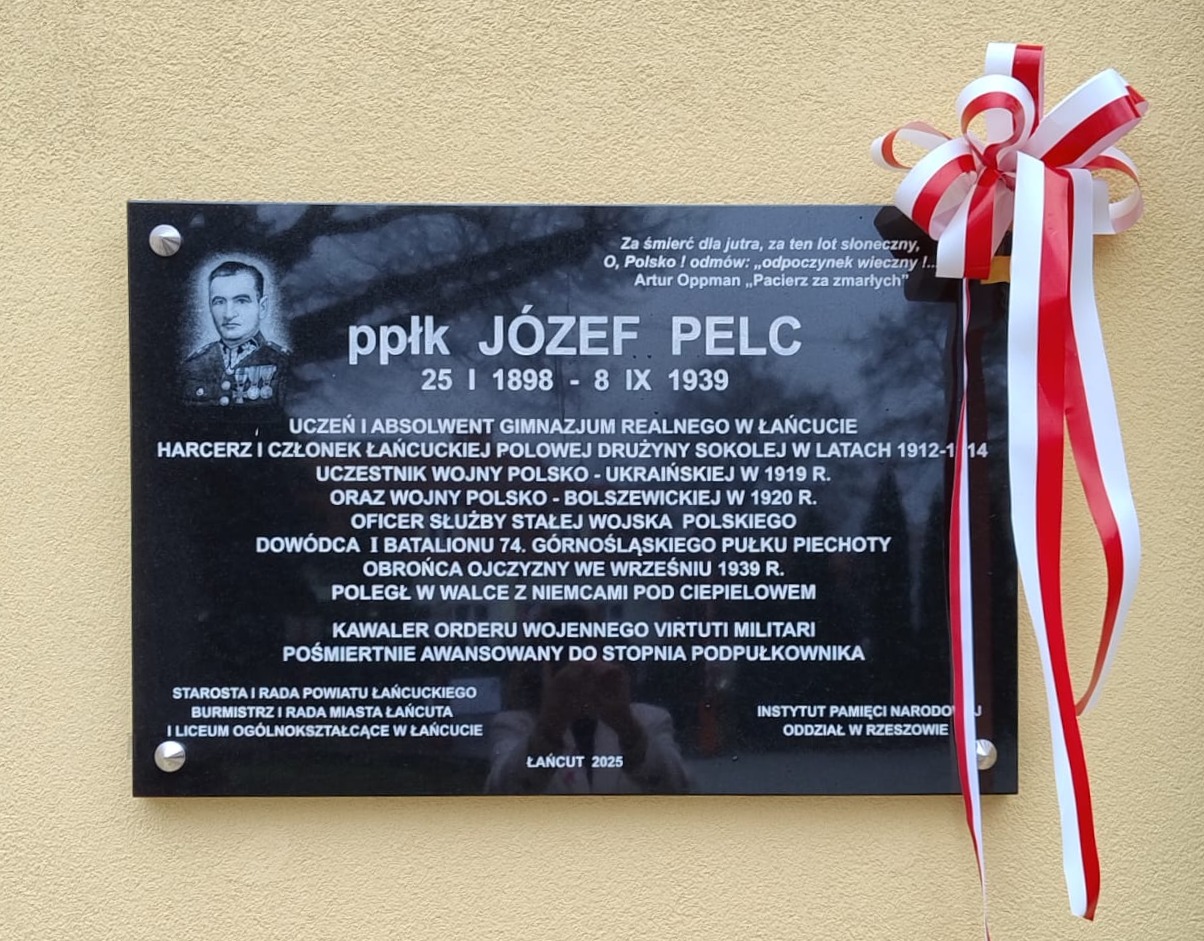 Za śmierć dla jutra, za ten lot słoneczny,
O, Polsko ! odmów: „odpoczynek wieczny !...
Artur Oppman „Pacierz za zmarłych”
ppłk JÓZEF PELC
25 I 1898 - 8 IX 1939
UCZEŃ I ABSOLWENT GIMNAZJUM REALNEGO W ŁAŃCUCIE
HARCERZ I CZŁONEK ŁAŃCUCKIEJ POLOWEJ DRUŻYNY SOKOLEJ W LATACH 1912-1914
UCZESTNIK WOJNY POLSKO - UKRAIŃSKIEJ W 1919 R.
ORAZ WOJNY POLSKO - BOLSZEWICKIEJ W 1920 R.
OFICER SŁUŻBY STAŁEJ WOJSKA POLSKIEGO
DOWÓDCA I BATALIONU 74. GÓRNOŚLĄSKIEGO PUŁKU PIECHOTY
OBROŃCA OJCZYZNY WE WRZEŚNIU 1939 R.
POLEGŁ W WALCE Z NIEMCAMI POD CIEPIELOWEM
KAWALER ORDERU WOJENNEGO VIRTUTI MILITARI
POŚMIERTNIE AWANSOWANY DO STOPNIA PODPUŁKOWNIKA
STAROSTA I RADA POWIATU ŁAŃCUCKIEGO
BURMISTRZ I RADA MIASTA ŁAŃCUTA
I LICEUM OGÓLNOKSZTAŁCĄCE W ŁAŃCUCIE
INSTYTUT PAMIĘCI NARODOWEJ
ODDZIAŁ W RZESZOWIE
ŁAŃCUT 2025